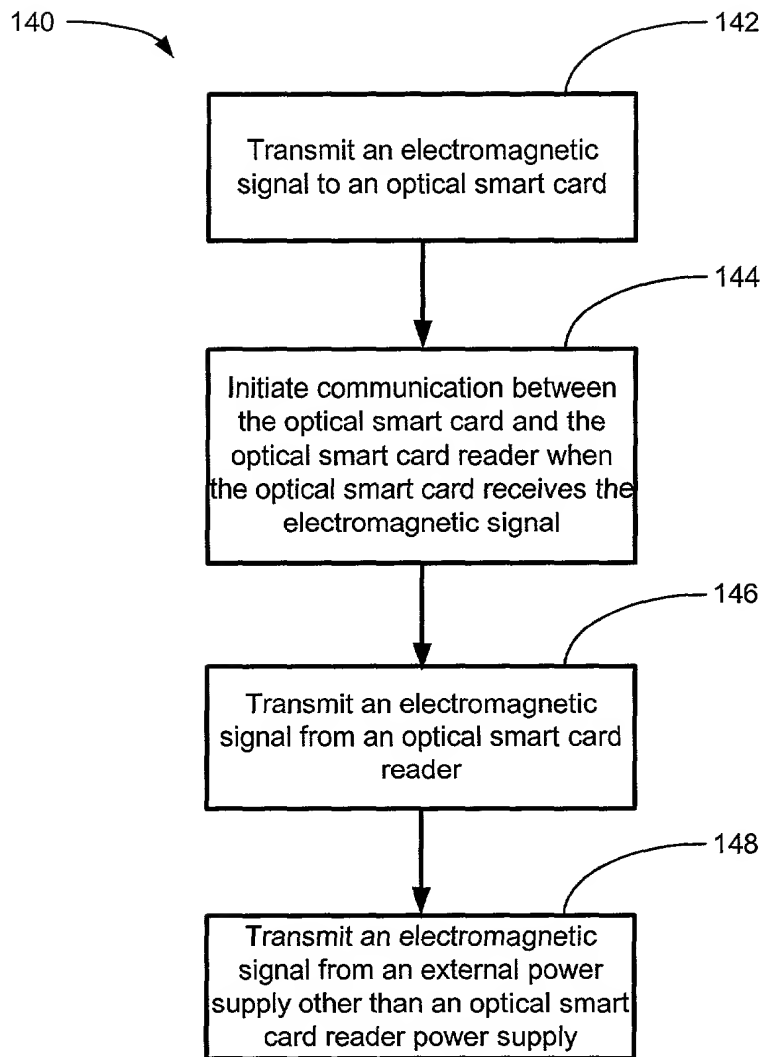 140
142
Transmit an electromagnetic
signal to an optical smart card
144
Initiate communication between
the optical smart card and the
optical smart card reader when
the optical smart card receives the
electromagnetic signal
146
Transmit an electromagnetic
signal from an optical smart card
reader
148
Transmit an electromagnetic
signal from an external power
supply other than an optical smart
card reader power supply